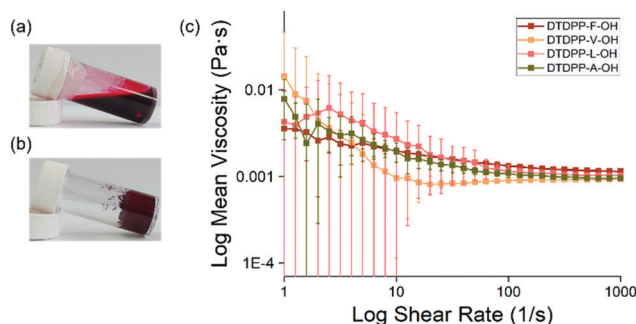 (a)
(b)
(c)
Log Mean Viscosity (Pa·s)
0.01
0.001
1E-4
DTDPP-F-OH
DTDPP-V-OH
DTDPP-L-OH
DTDPP-A-OH
1
10
100
1000
Log Shear Rate (1/s)